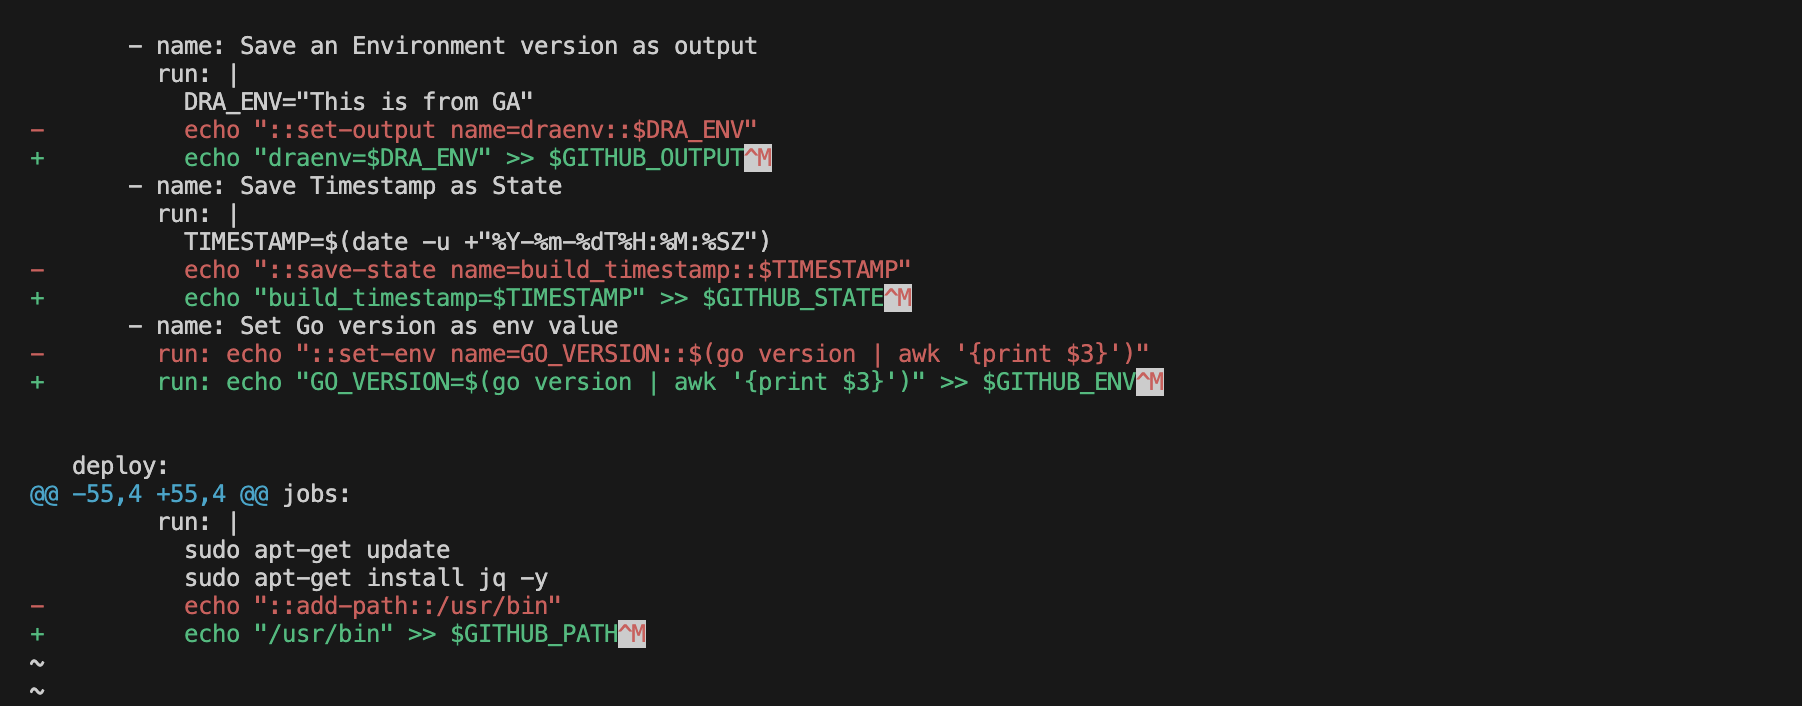 - name: Save an Environment version as output
        run: |
          DRA_ENV="This is from GA"
-          echo "::set-output name=draenv::$DRA_ENV"
+          echo "draenv=$DRA_ENV" >> $GITHUB_OUTPUT^M
      - name: Save Timestamp as State
        run: |
          TIMESTAMP=$(date -u +"%Y-%m-%dT%H:%M:%SZ")
-          echo "::save-state name=build_timestamp::$TIMESTAMP"
+          echo "build_timestamp=$TIMESTAMP" >> $GITHUB_STATE^M
      - name: Set Go version as env value
-        run: echo "::set-env name=GO_VERSION::$(go version | awk '{print $3}')"
+        run: echo "GO_VERSION=$(go version | awk '{print $3}')" >> $GITHUB_ENV^M
  deploy:
@@ -55,4 +55,4 @@ jobs:
        run: |
          sudo apt-get update
          sudo apt-get install jq -y
-          echo "::add-path::/usr/bin"
+          echo "/usr/bin" >> $GITHUB_PATH^M
~
~